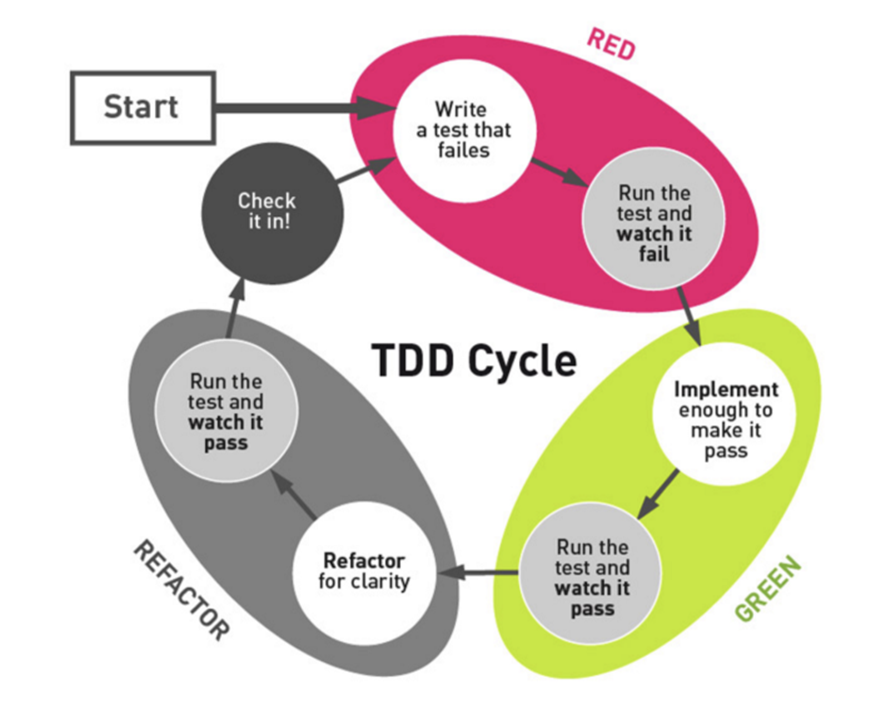 RED
Start
Write
a test that
failes
Run the
test and
watch it
fail
Check
it in!
TDD Cycle
Implement
enough to
make it
pass
Run the
test and
watch it
pass
GREEN
Refactor
for clarity
Run the
test and
watch it
pass
REFACTOR